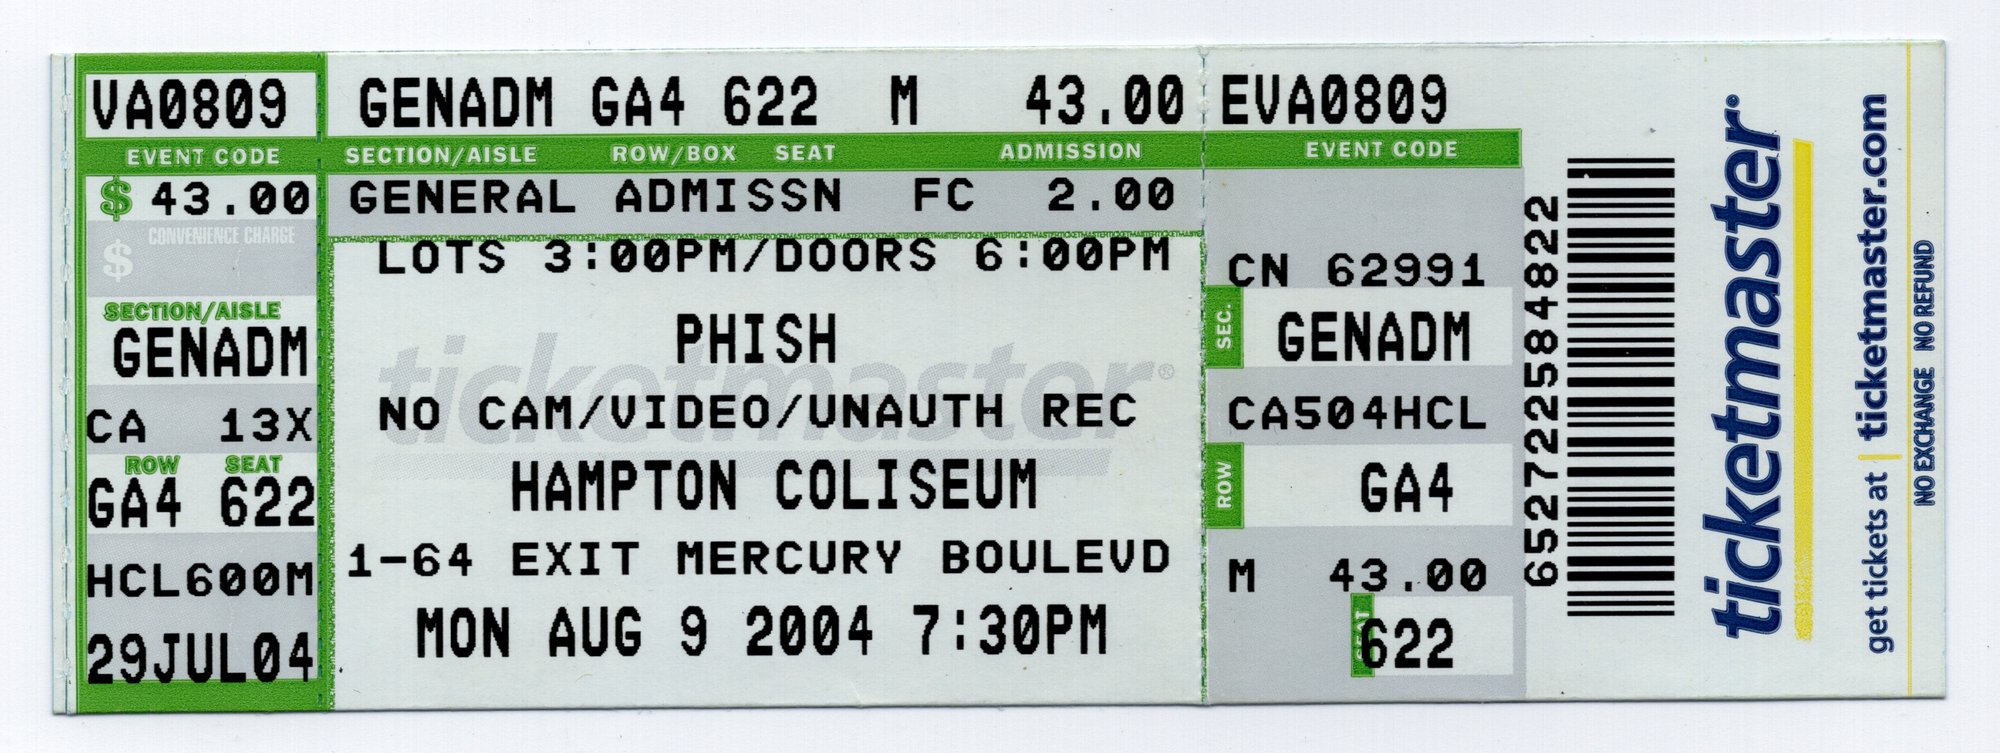 VA0809
EVENT CODE
$ 43.00
$ CONVENIENCE CHARGE
SECTION/AISLE
GENADM
CA 13X
ROW SEAT
GA4 622
HCL600M
29JUL04
GENADM GA4 622 M 43.00
SECTION/AISLE ROW/BOX SEAT ADMISSION
GENERAL ADMISSN FC 2.00
LOTS 3:00PM/DOORS 6:00PM
PHISH
ticketmaster®
NO CAM/VIDEO/UNAUTH REC
HAMPTON COLISEUM
1-64 EXIT MERCURY BOULEVD
MON AUG 9 2004 7:30PM
EVA0809
EVENT CODE
CN 62991
SEC. GENADM
CA504HCL
ROW GA4
M 43.00
SEAT 622
652722584822
ticketmaster®
get tickets at | ticketmaster.com
NO EXCHANGE NO REFUND